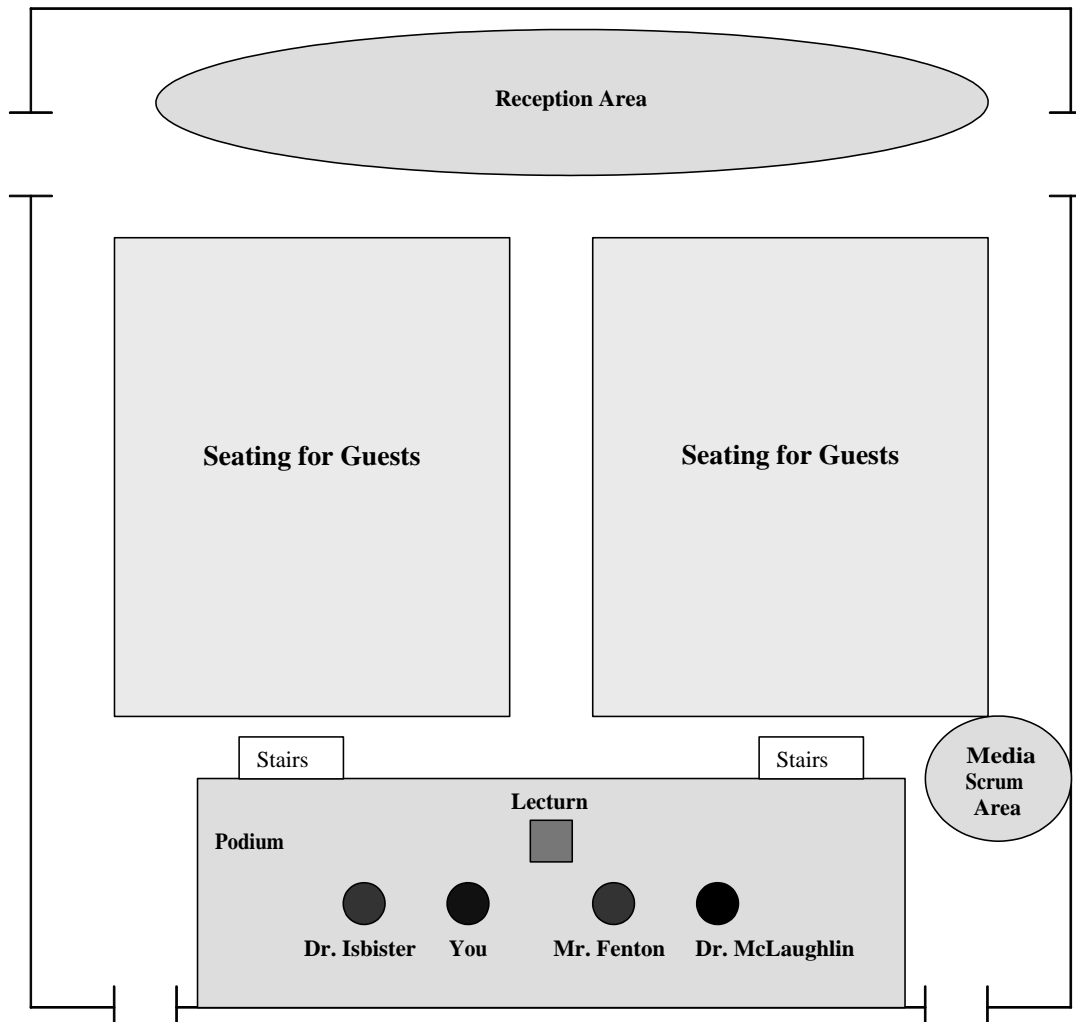 Reception Area
Seating for Guests
Seating for Guests
Stairs
Stairs
Media
Scrum
Area
Lecturn
Podium
Dr. Isbister
You
Mr. Fenton
Dr. McLaughlin